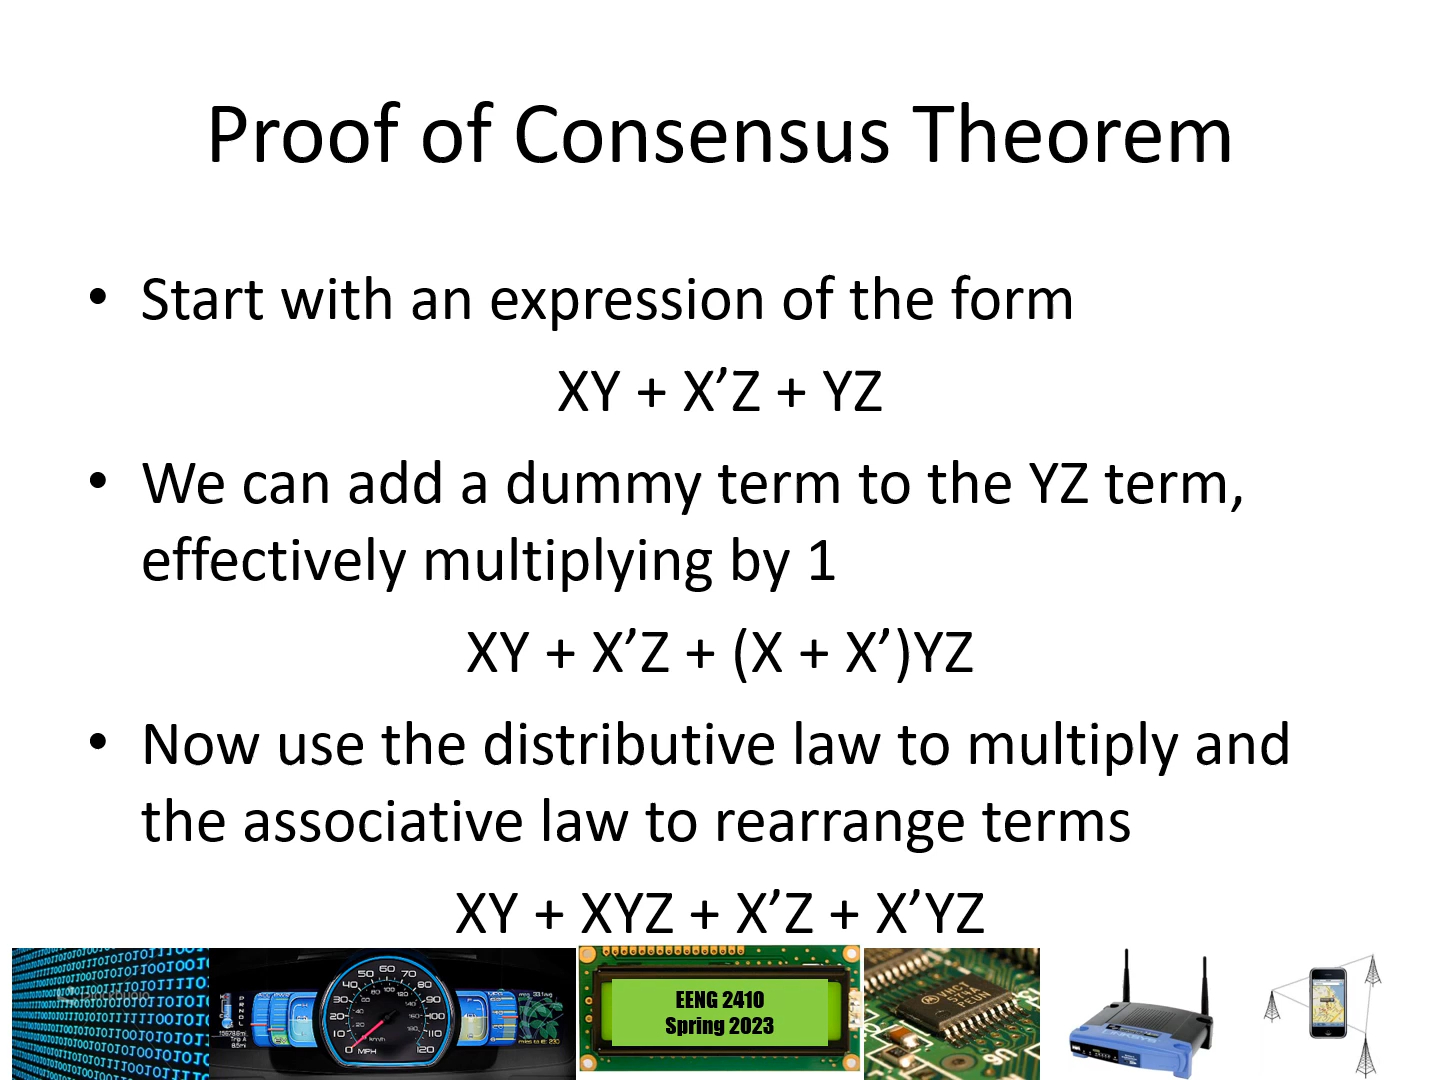 Proof of Consensus Theorem
• Start with an expression of the form
XY + X’Z + YZ
• We can add a dummy term to the YZ term,
effectively multiplying by 1
XY + X’Z + (X + X’)YZ
• Now use the distributive law to multiply and
the associative law to rearrange terms
XY + XYZ + X’Z + X’YZ
EENG 2410
Spring 2023